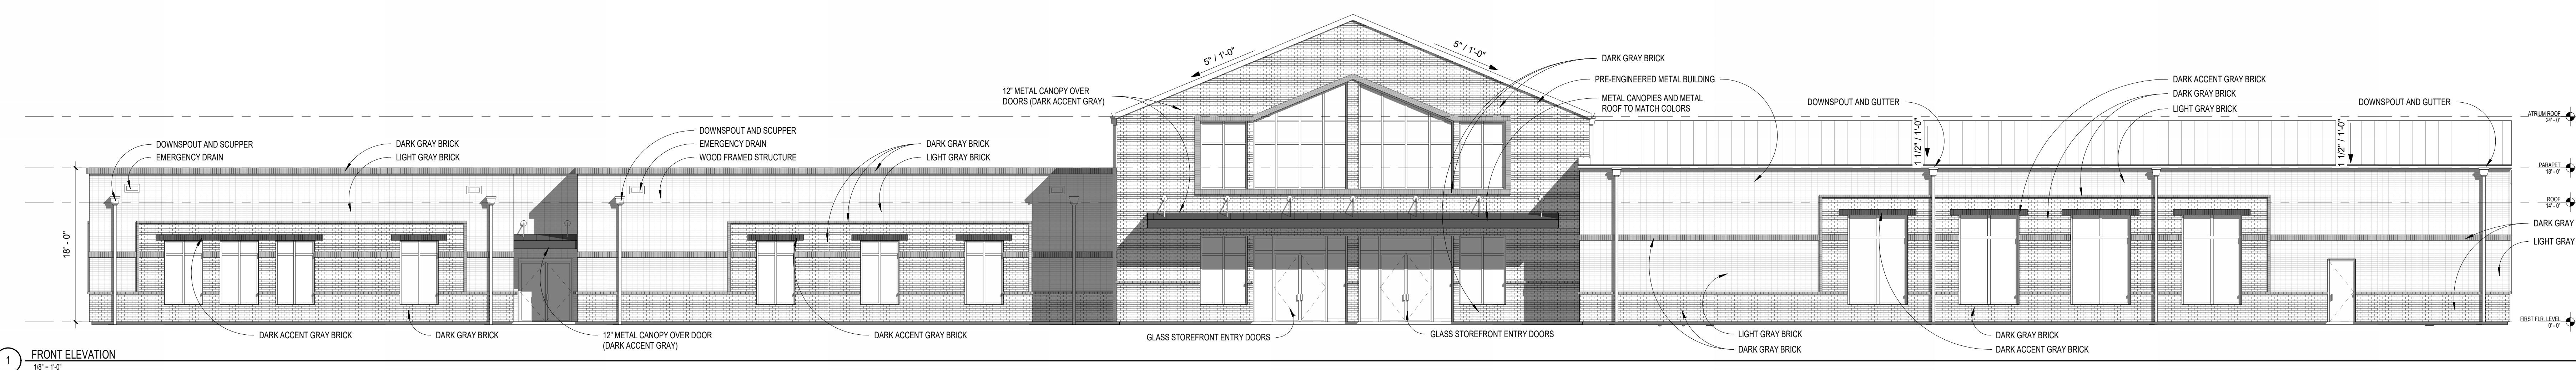 5" / 1'-0"
5" / 1'-0"
DARK GRAY BRICK
PRE-ENGINEERED METAL BUILDING
METAL CANOPIES AND METAL
ROOF TO MATCH COLORS
12" METAL CANOPY OVER
DOORS (DARK ACCENT GRAY)
DARK ACCENT GRAY BRICK
DARK GRAY BRICK
LIGHT GRAY BRICK
DOWNSPOUT AND GUTTER
DOWNSPOUT AND GUTTER
ATRIUM ROOF
24' - 0"
1 1/2" / 1'-0"
1 1/2" / 1'-0"
DOWNSPOUT AND SCUPPER
EMERGENCY DRAIN
DARK GRAY BRICK
LIGHT GRAY BRICK
DOWNSPOUT AND SCUPPER
EMERGENCY DRAIN
WOOD FRAMED STRUCTURE
DARK GRAY BRICK
LIGHT GRAY BRICK
PARAPET
18' - 0"
ROOF
14' - 0"
18' - 0"
DARK GRAY
LIGHT GRAY
FIRST FLR. LEVEL
0' - 0"
DARK ACCENT GRAY BRICK
DARK GRAY BRICK
12" METAL CANOPY OVER DOOR
(DARK ACCENT GRAY)
DARK ACCENT GRAY BRICK
GLASS STOREFRONT ENTRY DOORS
GLASS STOREFRONT ENTRY DOORS
LIGHT GRAY BRICK
DARK GRAY BRICK
DARK GRAY BRICK
DARK ACCENT GRAY BRICK
1
FRONT ELEVATION
1/8" = 1'-0"